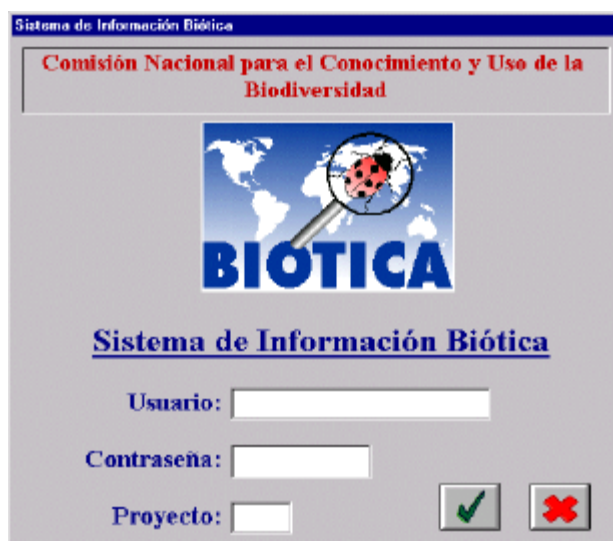 Sistema de Información Biótica
Comisión Nacional para el Conocimiento y Uso de la
Biodiversidad
BIOTICA
Sistema de Información Biótica
Usuario:
Contraseña:
Proyecto: